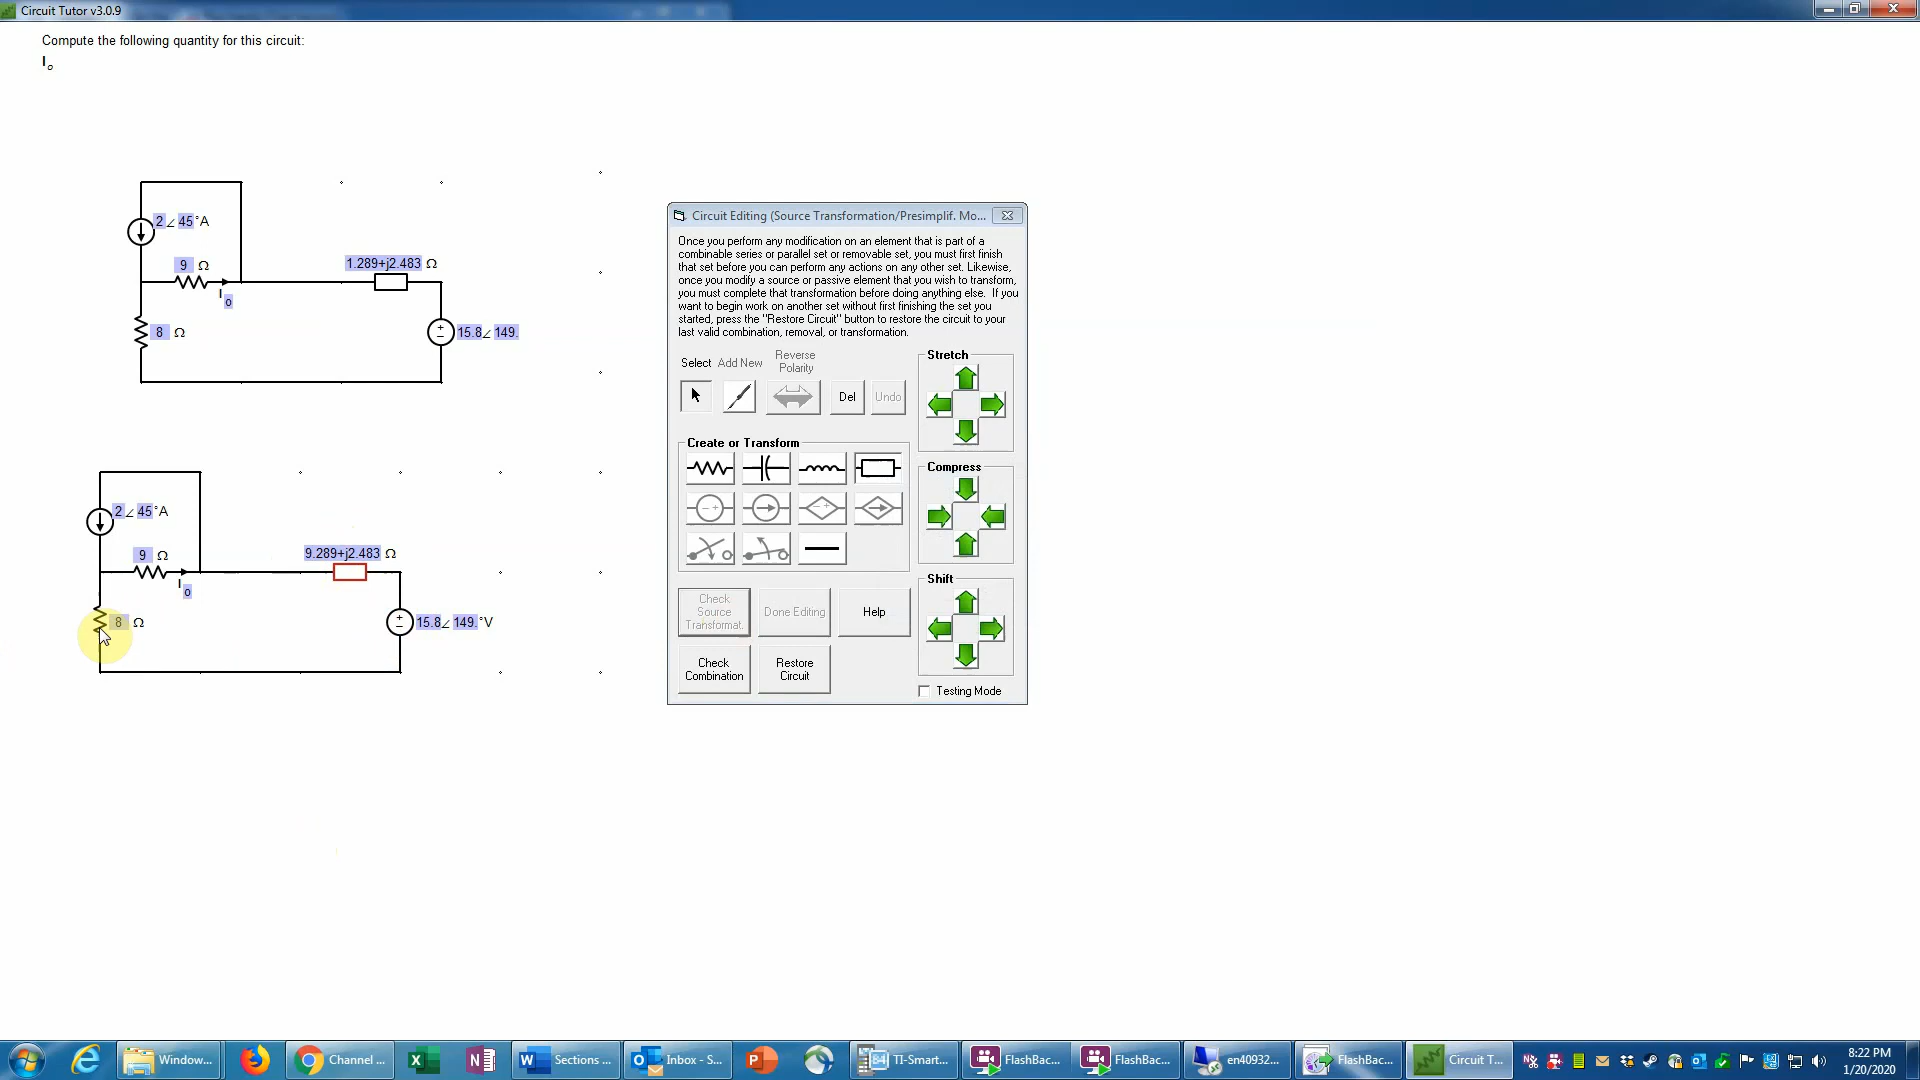 Circuit Tutor v3.0.9
Compute the following quantity for this circuit:
Io
2∠ 45°A
9 Ω
1.289+j2.483 Ω
Io
8 Ω
+
−
15.8∠ 149.
2∠ 45°A
9 Ω
9.289+j2.483 Ω
Io
8 Ω
+
−
15.8∠ 149.°V
Circuit Editing (Source Transformation/Presimplif. Mo...
Once you perform any modification on an element that is part of a
combinable series or parallel set or removable set, you must first finish
that set before you can perform any actions on any other set. Likewise,
once you modify a source or passive element that you wish to transform,
you must complete that transformation before doing anything else. If you
want to begin work on another set without first finishing the set you
started, press the "Restore Circuit" button to restore the circuit to your
last valid combination, removal, or transformation.
Select Add New Reverse
Polarity
Del Undo
Create or Transform
Check
Source
Transformat.
Done Editing
Help
Check
Combination
Restore
Circuit
Stretch
Compress
Shift
Testing Mode
Window...
Channel ...
Sections ...
Inbox - S...
TI-Smart...
FlashBac...
FlashBac...
en40932...
FlashBac...
Circuit T...
8:22 PM
1/20/2020